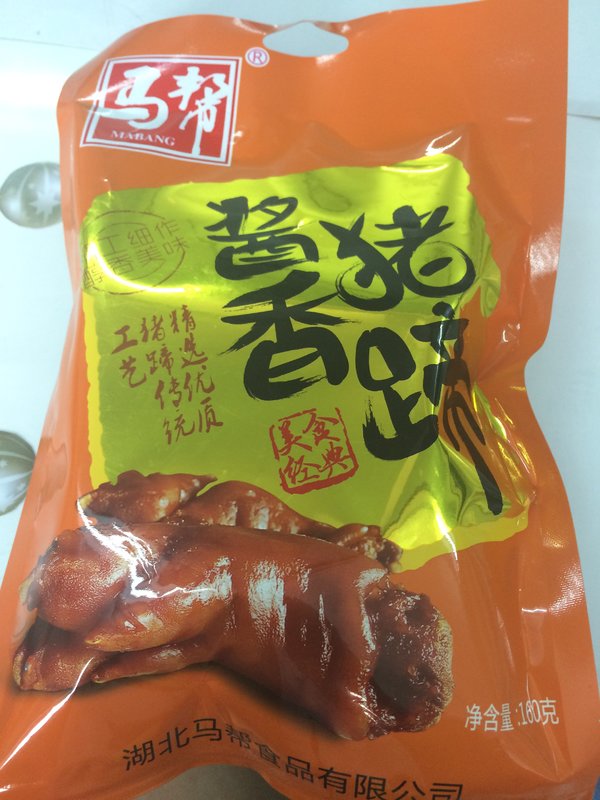 马帮®
MABANG
工细作
醇香美味
酱香
猪蹄
精选优质
猪蹄传统
工艺
美食
经典
净含量:160克
湖北马帮食品有限公司